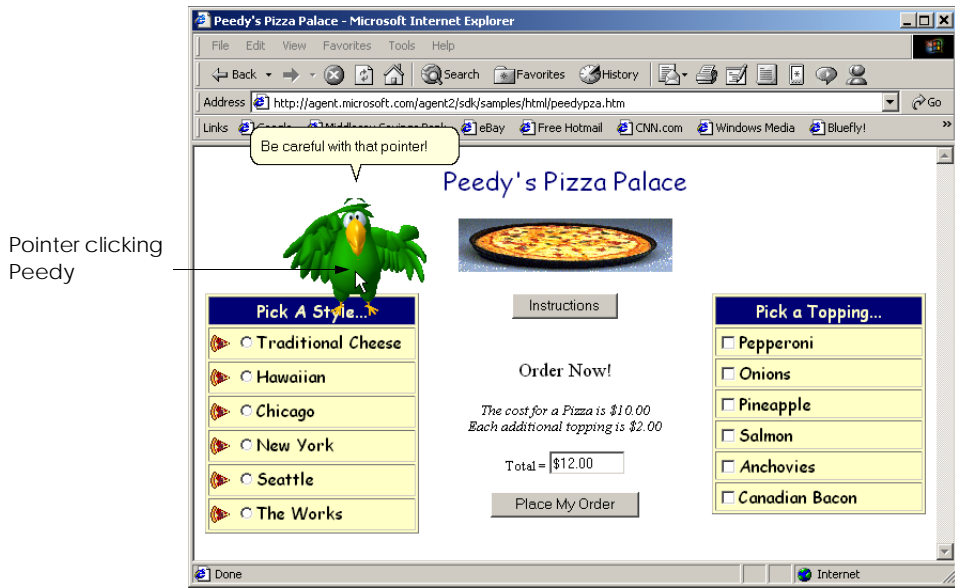 Peedy's Pizza Palace - Microsoft Internet Explorer
File Edit View Favorites Tools Help
Back Search Favorites History
Address http://agent.microsoft.com/agent2/sdk/samples/html/peedypza.htm Go
Links eBay Free Hotmail CNN.com Windows Media Bluefly! »
Be careful with that pointer!
Peedy's Pizza Palace
Pointer clicking
Peedy
Pick A Style...
Traditional Cheese
Hawaiian
Chicago
New York
Seattle
The Works
Instructions
Order Now!
The cost for a Pizza is $10.00
Each additional topping is $2.00
Total = $12.00
Place My Order
Pick a Topping...
Pepperoni
Onions
Pineapple
Salmon
Anchovies
Canadian Bacon
Done Internet